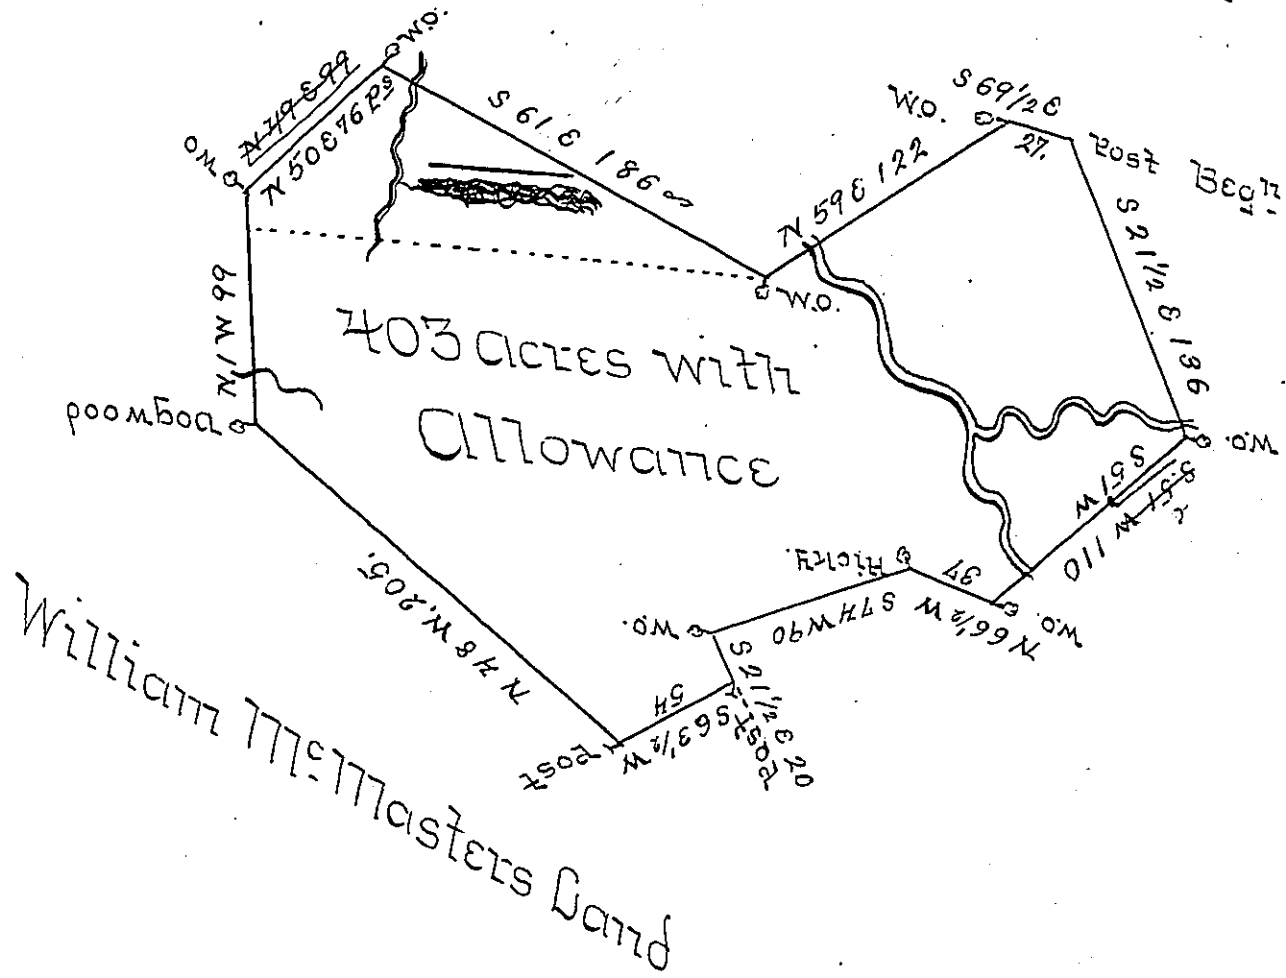 W.O.
N 49 E 99
N 50 E 76 Ps
W.O.
S 61 E 186
S 69 1/2 E
27.
W.O.
N 59 E 122
Post Begn.
S 21 1/2 E 136
W.O.
N 1 W 99
403 acres with
Allowance
Dogwood
W.O.
S 51 W
S. 51 W
110
Hickry.
37
N 66 1/2 W
W.O.
S 74 W 90
W.O.
S 21 1/2 E 20
Post
54
S 63 1/2 W
Post
N 48 W, 205.
William McMasters Land